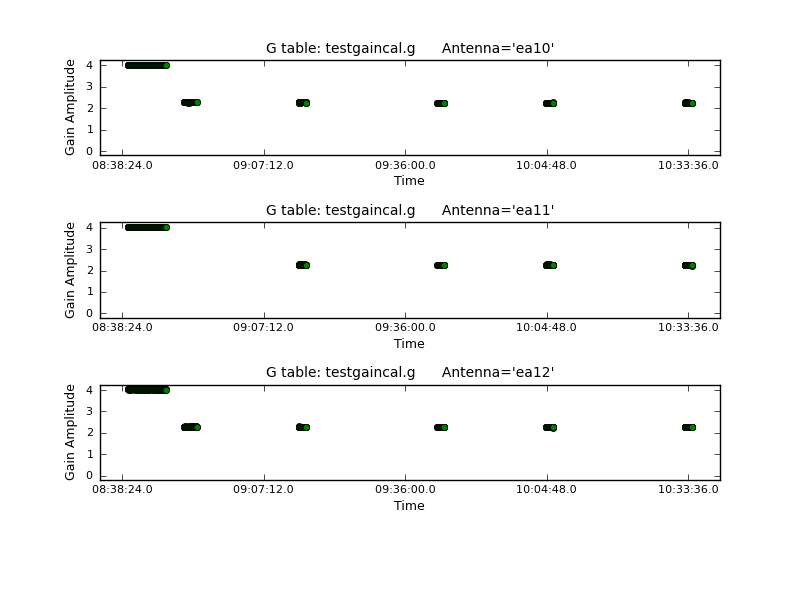 G table: testgaincal.g Antenna='ea10'
Gain Amplitude
4
3
2
1
0
08:38:24.0 09:07:12.0 09:36:00.0 10:04:48.0 10:33:36.0
Time
G table: testgaincal.g Antenna='ea11'
Gain Amplitude
4
3
2
1
0
08:38:24.0 09:07:12.0 09:36:00.0 10:04:48.0 10:33:36.0
Time
G table: testgaincal.g Antenna='ea12'
Gain Amplitude
4
3
2
1
0
08:38:24.0 09:07:12.0 09:36:00.0 10:04:48.0 10:33:36.0
Time